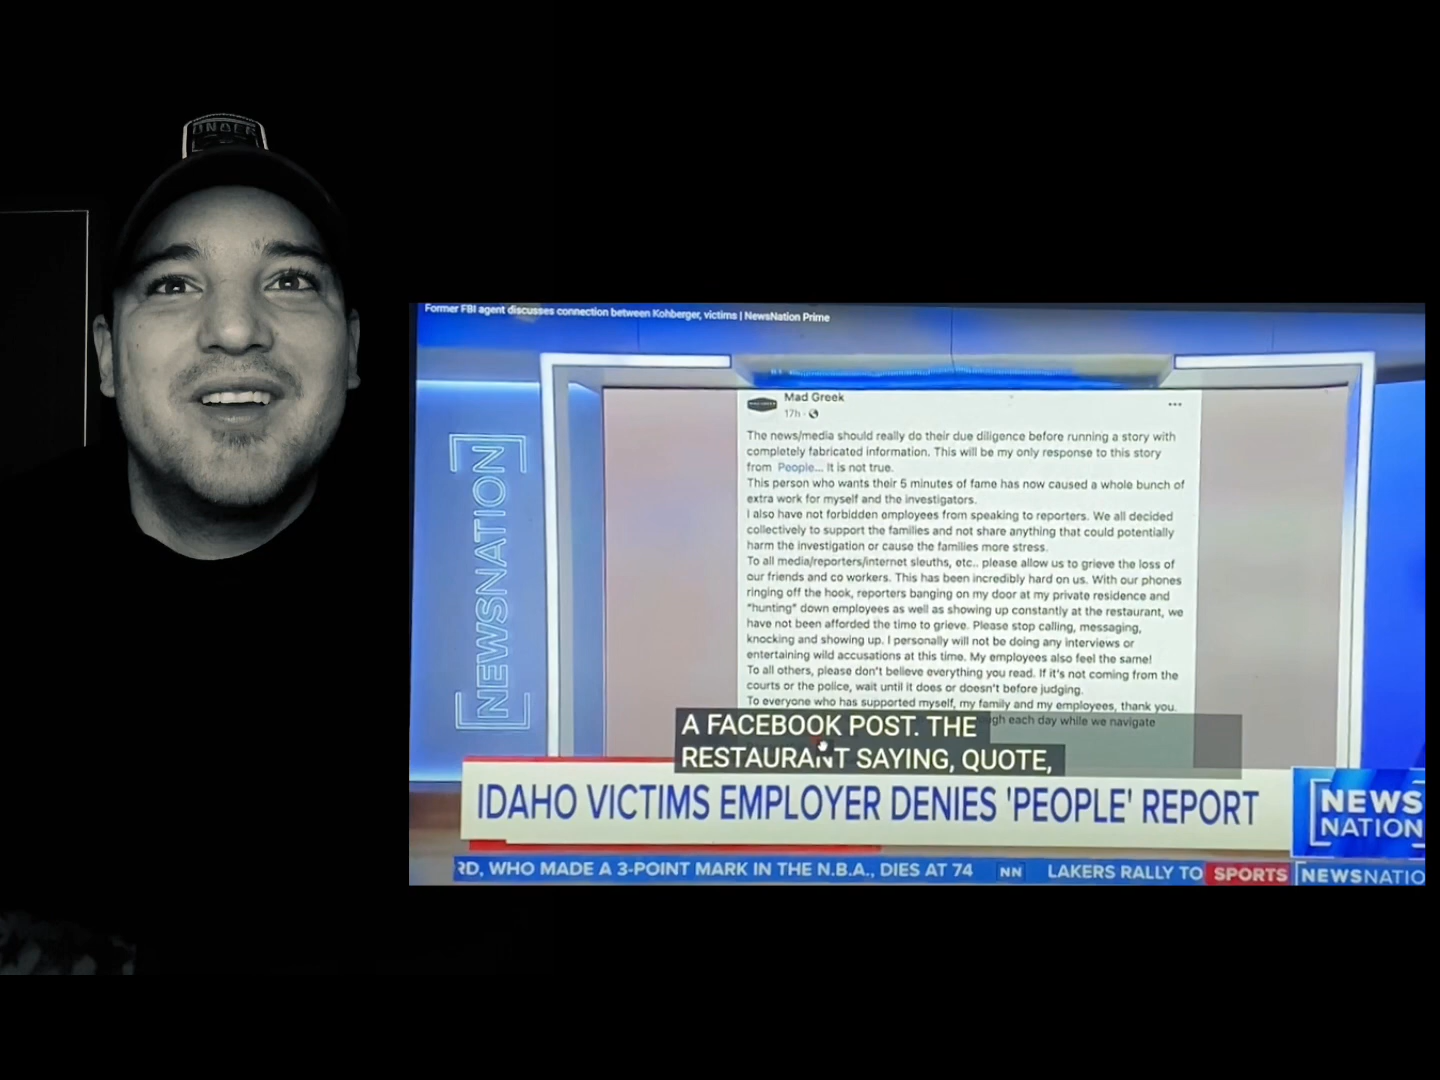 UNDER
Former FBI agent discusses connection between Kohberger, victims | NewsNation Prime
NEWSNATION
Mad Greek
17h ·
The news/media should really do their due diligence before running a story with
completely fabricated information. This will be my only response to this story
from People... It is not true.
This person who wants their 5 minutes of fame has now caused a whole bunch of
extra work for myself and the investigators.
I also have not forbidden employees from speaking to reporters. We all decided
collectively to support the families and not share anything that could potentially
harm the investigation or cause the families more stress.
To all media/reporters/internet sleuths, etc.. please allow us to grieve the loss of
our friends and co workers. This has been incredibly hard on us. With our phones
ringing off the hook, reporters banging on my door at my private residence and
"hunting" down employees as well as showing up constantly at the restaurant, we
have not been afforded the time to grieve. Please stop calling, messaging,
knocking and showing up. I personally will not be doing any interviews or
entertaining wild accusations at this time. My employees also feel the same!
To all others, please don't believe everything you read. If it's not coming from the
courts or the police, wait until it does or doesn't before judging.
To everyone who has supported myself, my family and my employees, thank you.
each day while we navigate
A FACEBOOK POST. THE
RESTAURANT SAYING, QUOTE,
IDAHO VICTIMS EMPLOYER DENIES 'PEOPLE' REPORT
NEWS
NATION
RD, WHO MADE A 3-POINT MARK IN THE N.B.A., DIES AT 74 NN LAKERS RALLY TO SPORTS NEWSNATIO